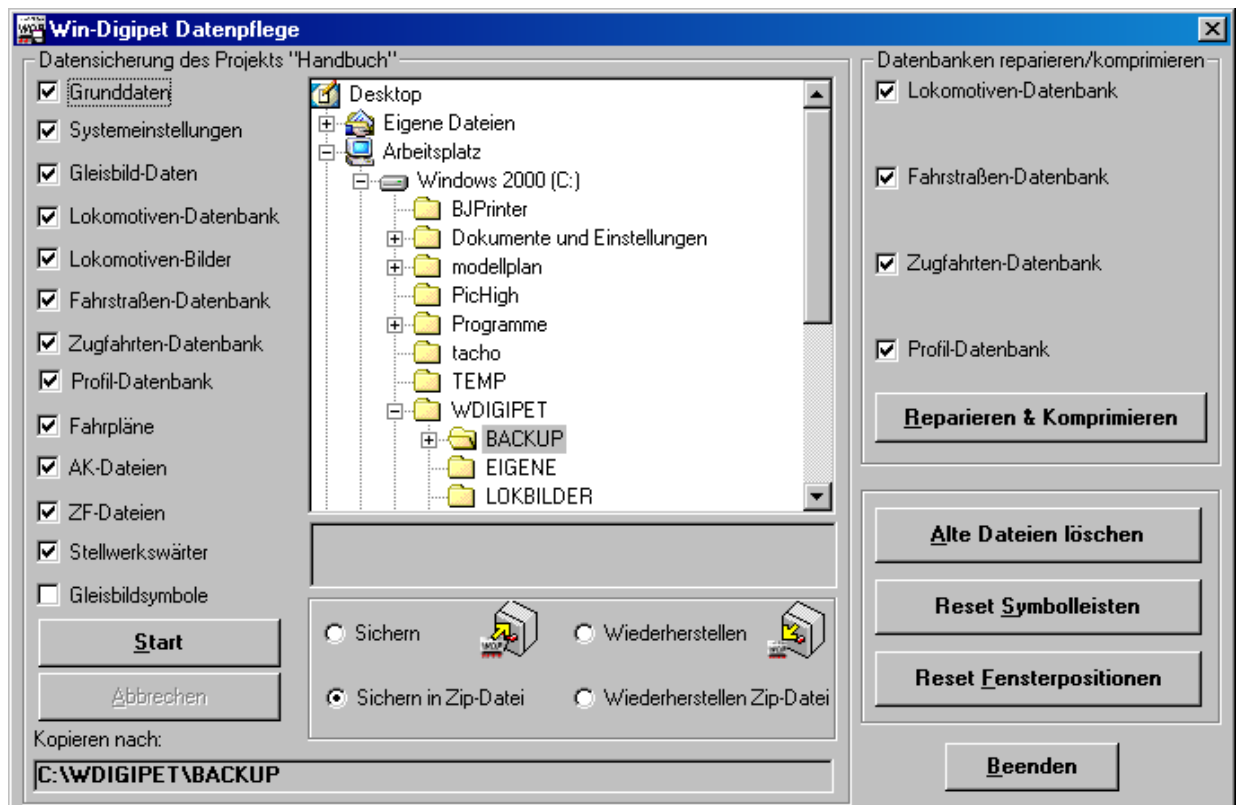 Win-Digipet Datenpflege
Datensicherung des Projekts "Handbuch"
Grunddaten
Systemeinstellungen
Gleisbild-Daten
Lokomotiven-Datenbank
Lokomotiven-Bilder
Fahrstraßen-Datenbank
Zugfahrten-Datenbank
Profil-Datenbank
Fahrpläne
AK-Dateien
ZF-Dateien
Stellwerkswärter
Gleisbildsymbole
Start
Abbrechen
Desktop
Eigene Dateien
Arbeitsplatz
Windows 2000 (C:)
BJPrinter
Dokumente und Einstellungen
modellplan
PicHigh
Programme
tacho
TEMP
WDIGIPET
BACKUP
EIGENE
LOKBILDER
Sichern
WDP
Wiederherstellen
Sichern in Zip-Datei
Wiederherstellen Zip-Datei
Kopieren nach:
C:\WDIGIPET\BACKUP
Datenbanken reparieren/komprimieren
Lokomotiven-Datenbank
Fahrstraßen-Datenbank
Zugfahrten-Datenbank
Profil-Datenbank
Reparieren & Komprimieren
Alte Dateien löschen
Reset Symbolleisten
Reset Fensterpositionen
Beenden